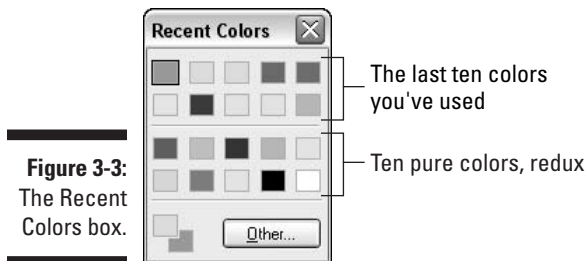 Recent Colors
The last ten colors
you've used
Ten pure colors, redux
Other...
Figure 3-3:
The Recent
Colors box.